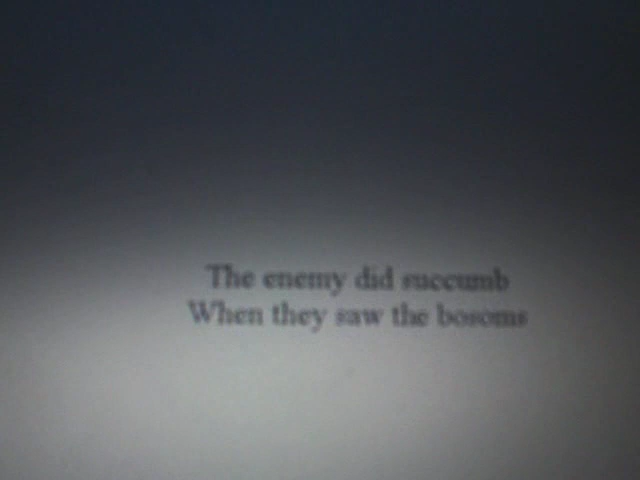 The enemy did succumb
When they saw the bosoms